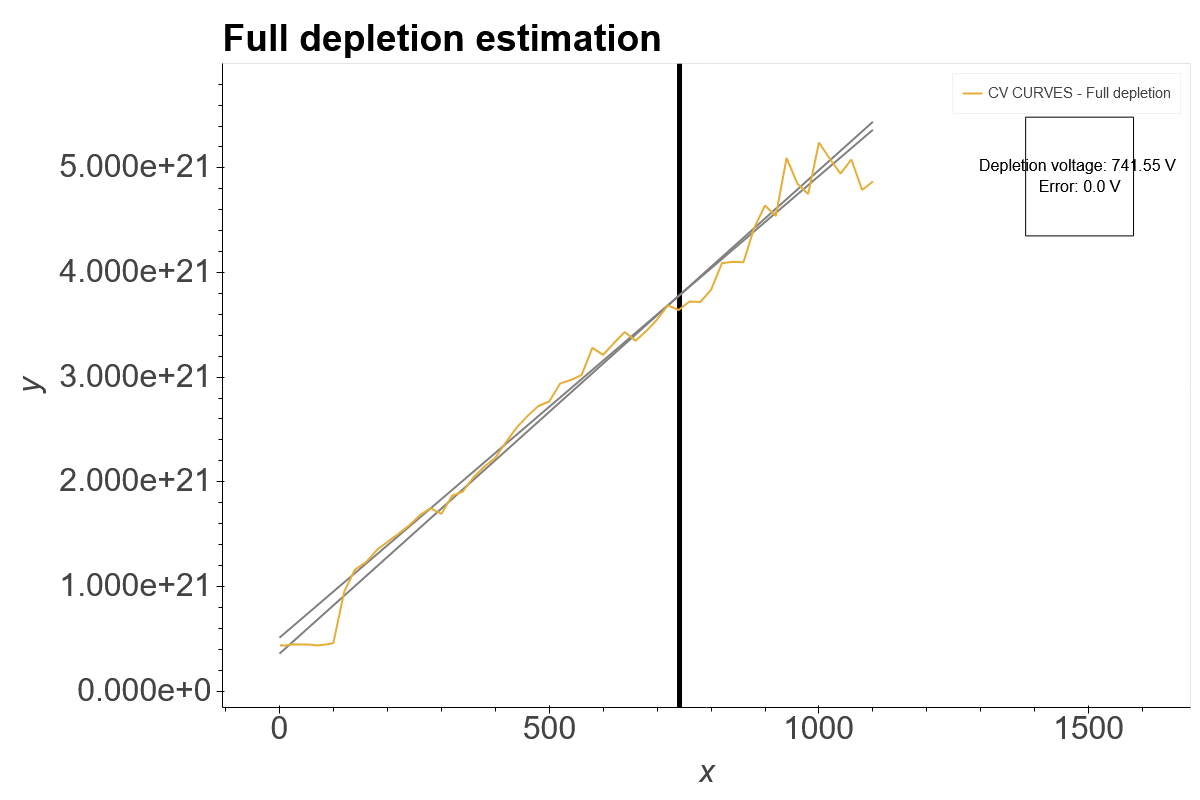 Full depletion estimation
CV CURVES - Full depletion
Depletion voltage: 741.55 V
Error: 0.0 V
y
5.000e+21
4.000e+21
3.000e+21
2.000e+21
1.000e+21
0.000e+0
0
500
1000
1500
x